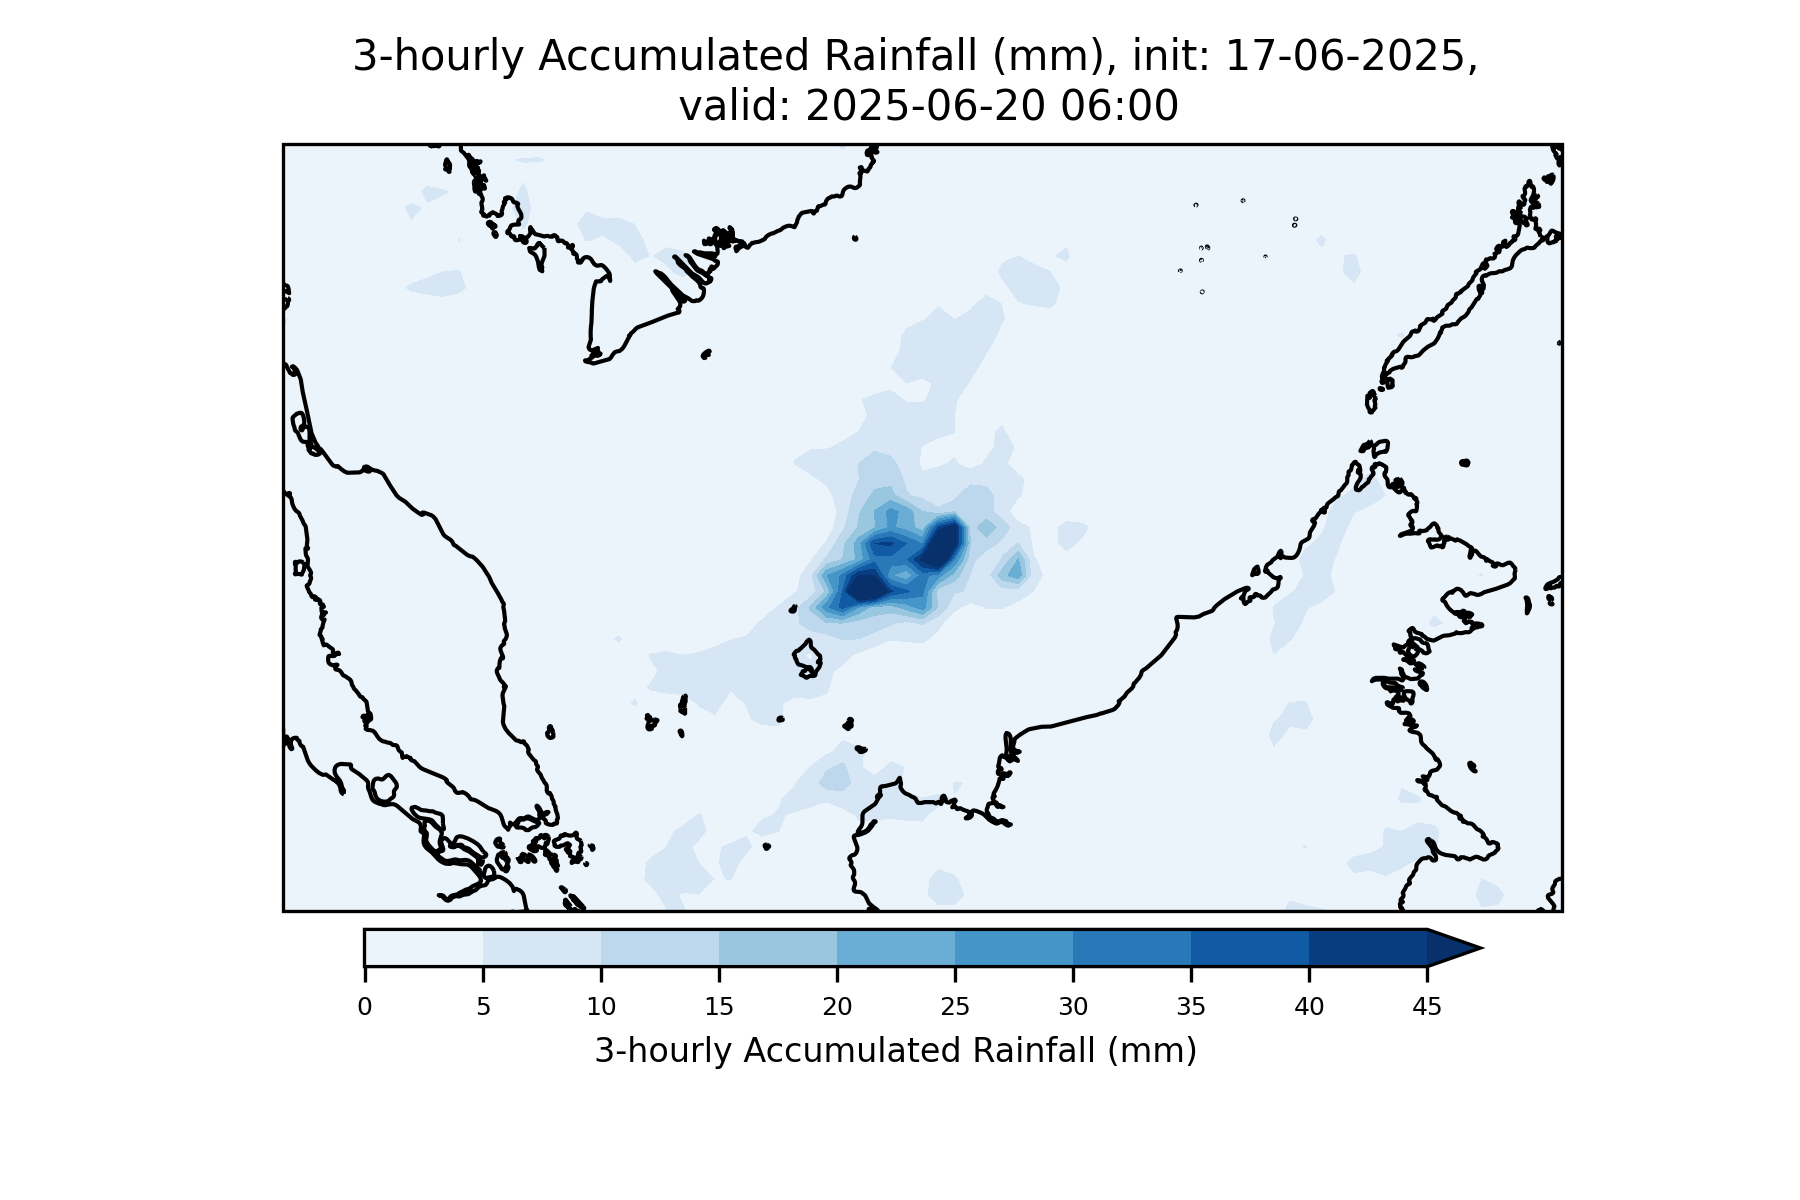 3-hourly Accumulated Rainfall (mm), init: 17-06-2025,
valid: 2025-06-20 06:00
0 5 10 15 20 25 30 35 40 45
3-hourly Accumulated Rainfall (mm)